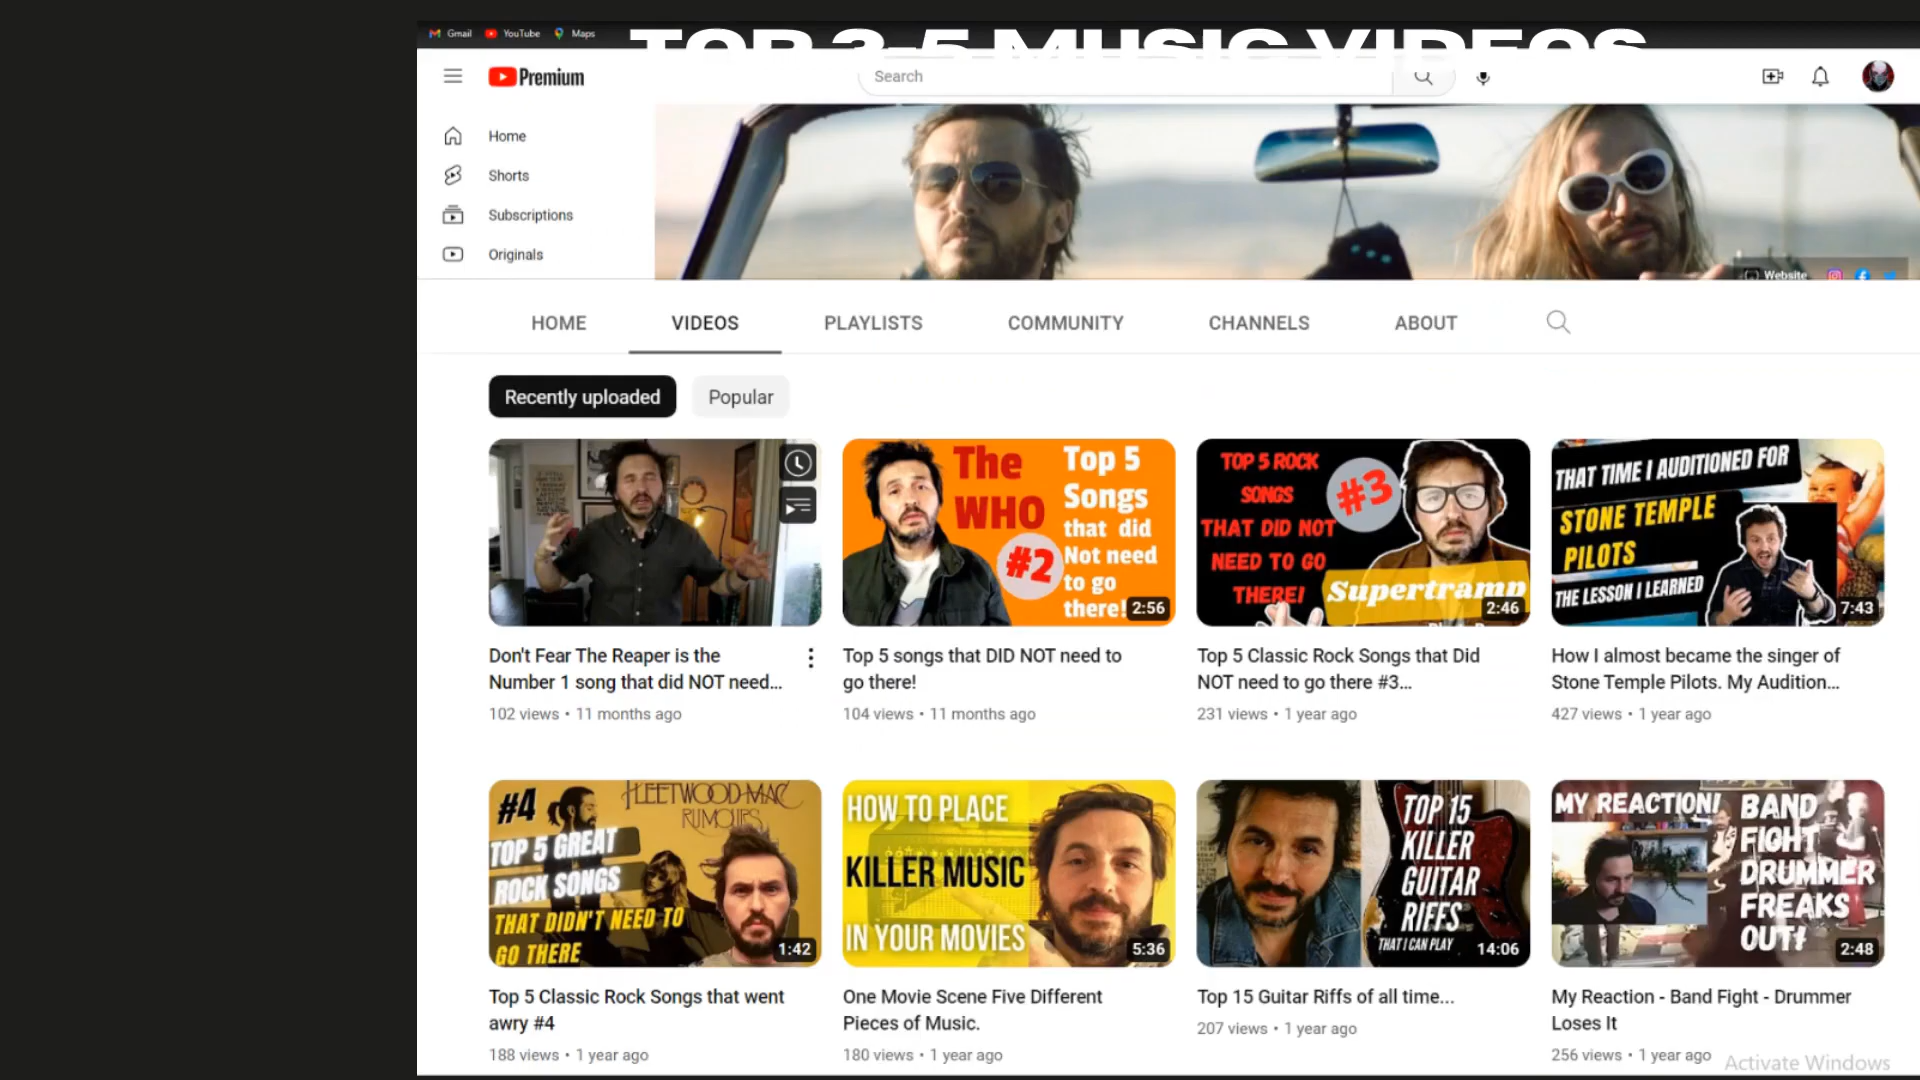 Gmail YouTube Maps
TOP 3-5 MUSIC VIDEOS
Premium
Search
Home
Shorts
Subscriptions
Originals
Website
HOME VIDEOS PLAYLISTS COMMUNITY CHANNELS ABOUT
Recently uploaded Popular
The
WHO
#2
Top 5
Songs
that did
Not need
to go
there!
2:56
TOP 5 ROCK
SONGS
THAT DID NOT
NEED TO GO
THERE!
#3
Supertramp
2:46
THAT TIME I AUDITIONED FOR
STONE TEMPLE
PILOTS
THE LESSON I LEARNED
7:43
Don't Fear The Reaper is the
Number 1 song that did NOT need...
102 views • 11 months ago
Top 5 songs that DID NOT need to
go there!
104 views • 11 months ago
Top 5 Classic Rock Songs that Did
NOT need to go there #3...
231 views • 1 year ago
How I almost became the singer of
Stone Temple Pilots. My Audition...
427 views • 1 year ago
#4
FLEETWOOD MAC
RUMOURS
TOP 5 GREAT
ROCK SONGS
THAT DIDN'T NEED TO
GO THERE
1:42
HOW TO PLACE
KILLER MUSIC
IN YOUR MOVIES
5:36
TOP 15
KILLER
GUITAR
RIFFS
THAT I CAN PLAY
14:06
MY REACTION!
BAND
FIGHT
DRUMMER
FREAKS
OUT!
2:48
Top 5 Classic Rock Songs that went
awry #4
188 views • 1 year ago
One Movie Scene Five Different
Pieces of Music.
180 views • 1 year ago
Top 15 Guitar Riffs of all time...
207 views • 1 year ago
My Reaction - Band Fight - Drummer
Loses It
256 views • 1 year ago
Activate Windows